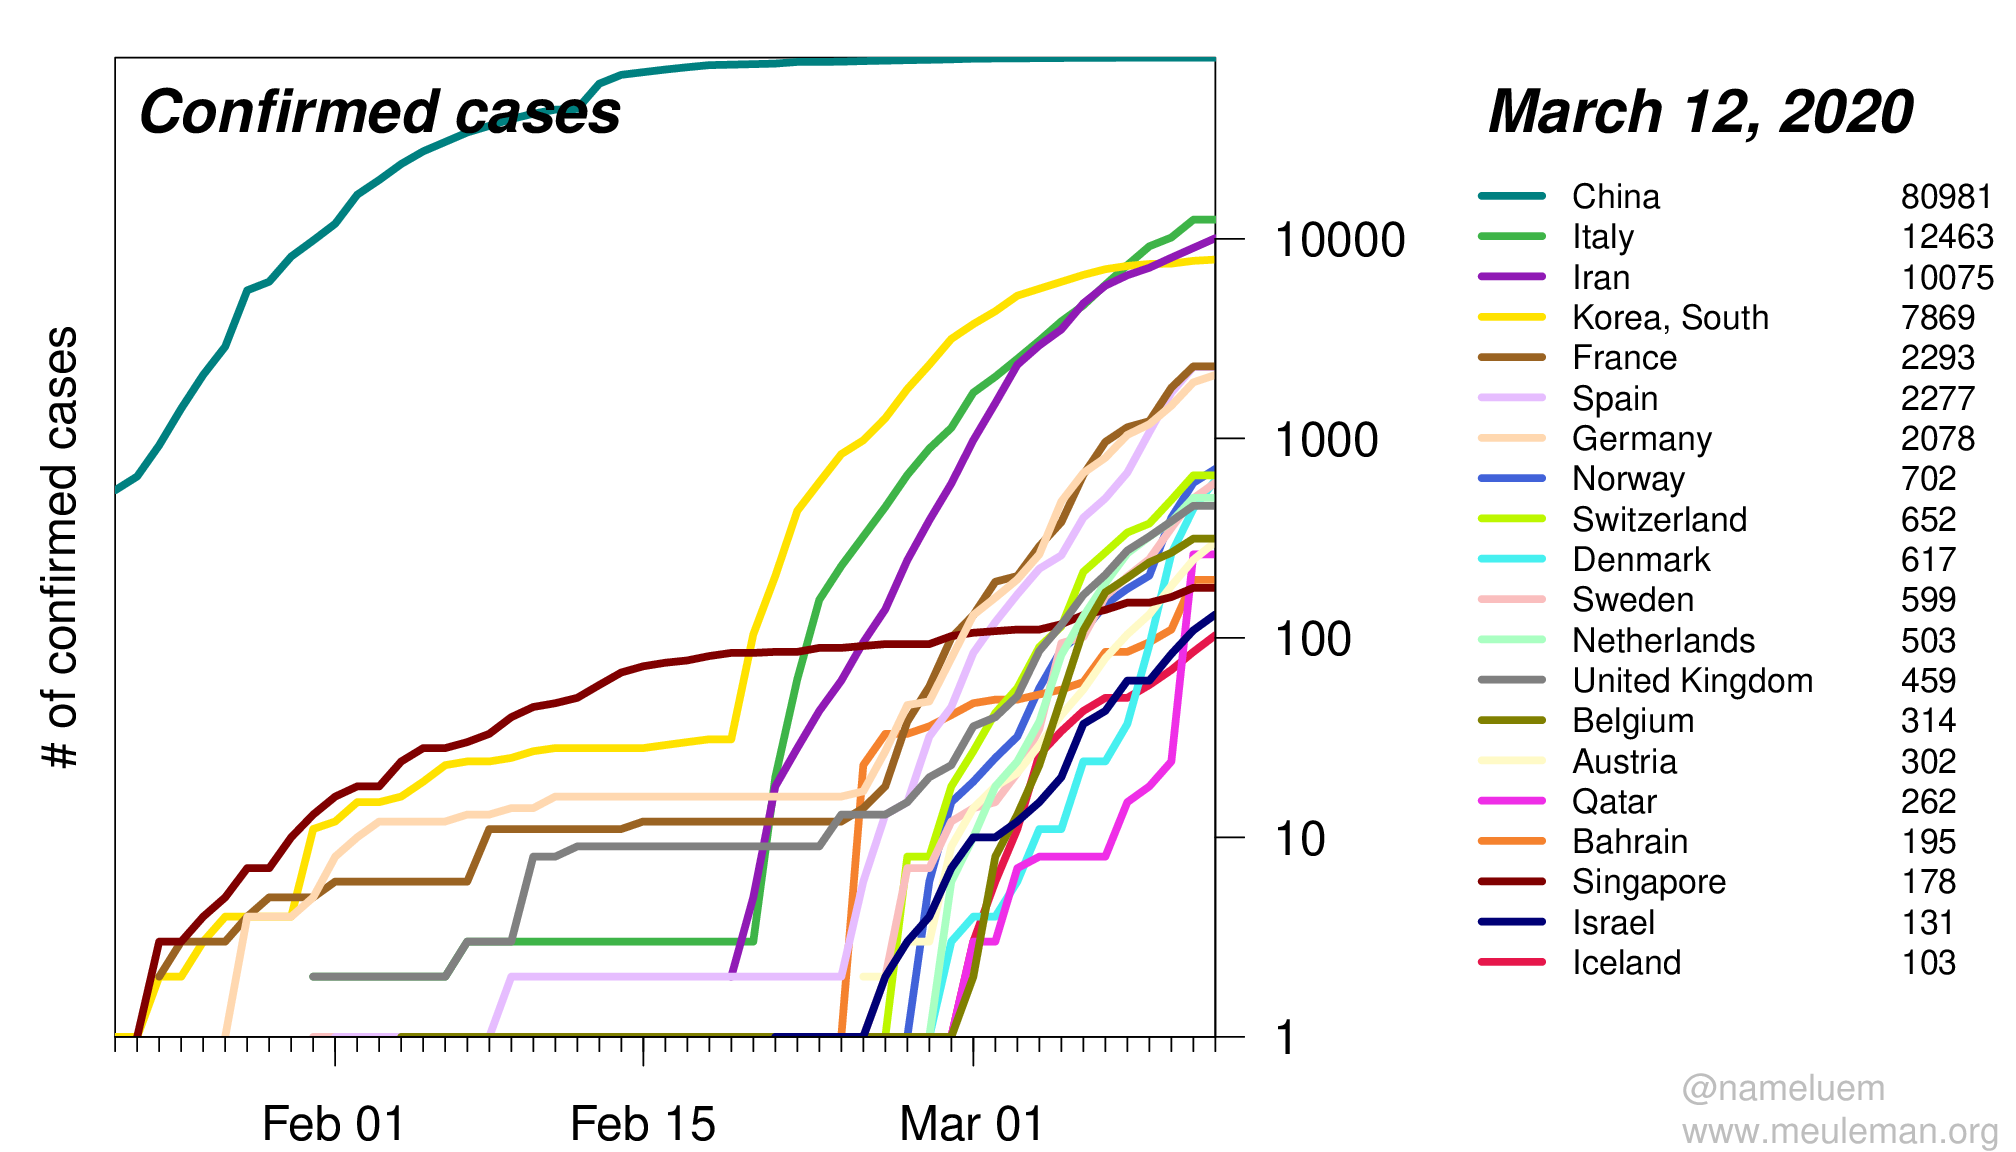 Confirmed cases
March 12, 2020
# of confirmed cases
10000
1000
100
10
1
Feb 01
Feb 15
Mar 01
China 80981
Italy 12463
Iran 10075
Korea, South 7869
France 2293
Spain 2277
Germany 2078
Norway 702
Switzerland 652
Denmark 617
Sweden 599
Netherlands 503
United Kingdom 459
Belgium 314
Austria 302
Qatar 262
Bahrain 195
Singapore 178
Israel 131
Iceland 103
@nameluem
www.meuleman.org